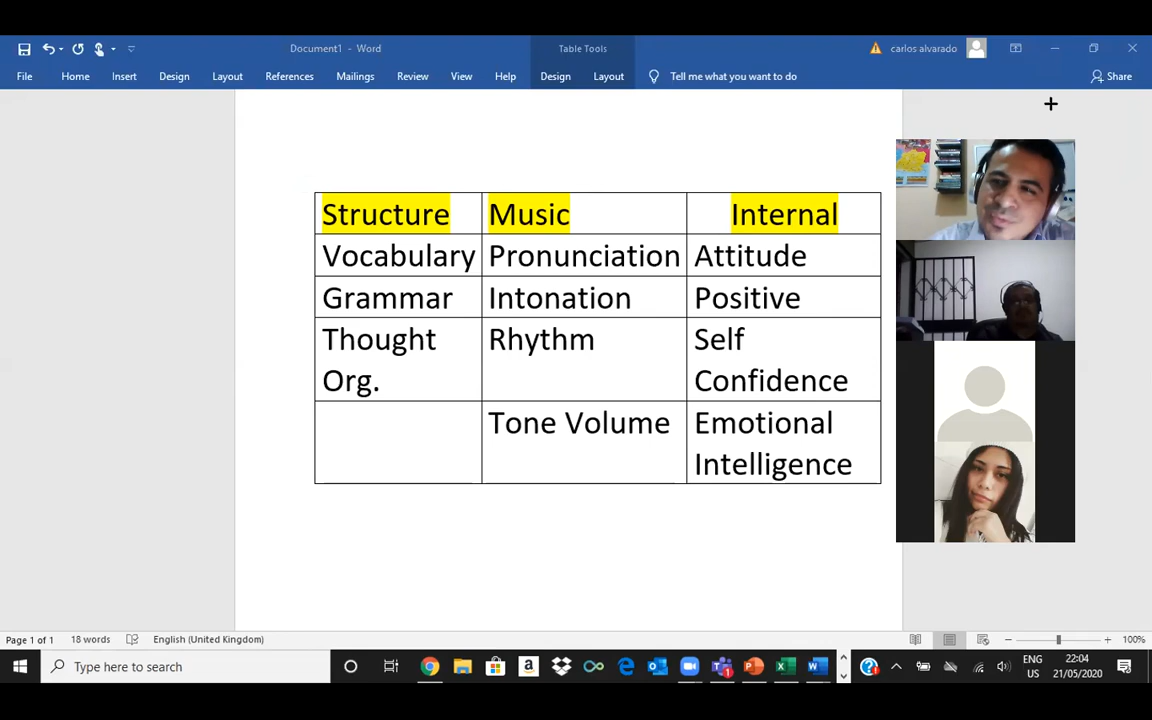 Document1 - Word
Table Tools
carlos alvarado
File Home Insert Design Layout References Mailings Review View Help Design Layout Tell me what you want to do Share
Structure Music Internal
Vocabulary Pronunciation Attitude
Grammar Intonation Positive
Thought Rhythm Self
Org. Confidence
Tone Volume Emotional
Intelligence
Page 1 of 1 18 words English (United Kingdom) 100%
Type here to search
ENG 22:04
US 21/05/2020